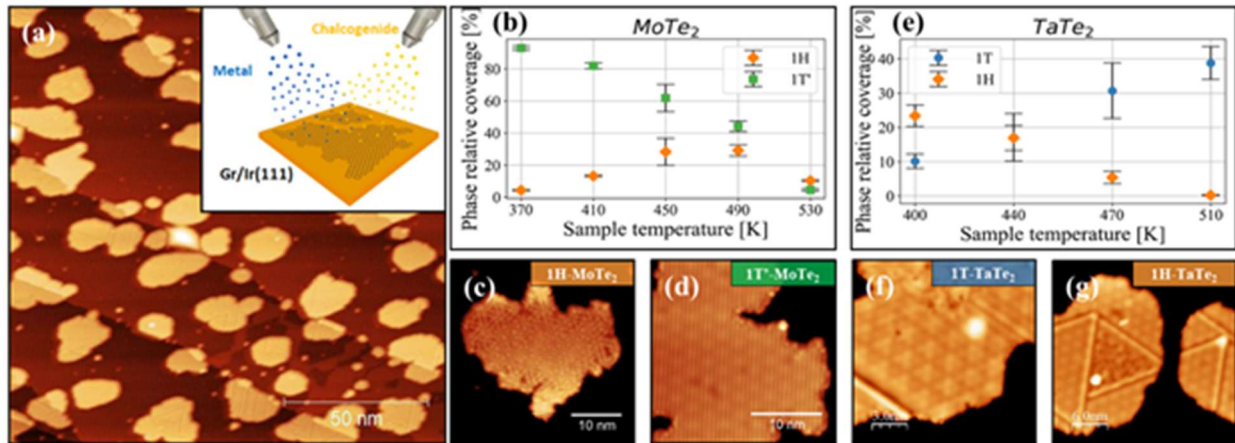 (a)
Chalcogenide
Metal
Gr/Ir(111)
50 nm
(b)
MoTe₂
Phase relative coverage [%]
80
60
40
20
0
1H
1T'
370
410
450
490
530
Sample temperature [K]
(e)
TaTe₂
Phase relative coverage [%]
40
30
20
10
0
1T
1H
400
440
470
510
Sample temperature [K]
(c)
1H-MoTe₂
10 nm
(d)
1T'-MoTe₂
10 nm
(f)
1T-TaTe₂
(g)
1H-TaTe₂